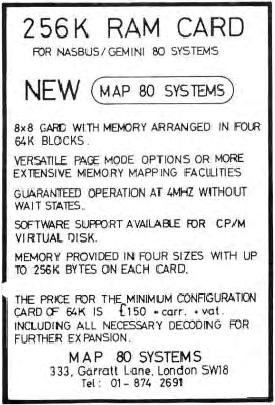 256K RAM CARD
FOR NASBUS/GEMINI 80 SYSTEMS
NEW MAP 80 SYSTEMS
8x8 CARD WITH MEMORY ARRANGED IN FOUR
64K BLOCKS.
VERSATILE PAGE MODE OPTIONS OR MORE
EXTENSIVE MEMORY MAPPING FACILITIES
GUARANTEED OPERATION AT 4MHZ WITHOUT
WAIT STATES.
SOFTWARE SUPPORT AVAILABLE FOR CP/M
VIRTUAL DISK.
MEMORY PROVIDED IN FOUR SIZES WITH UP
TO 256K BYTES ON EACH CARD.
THE PRICE FOR THE MINIMUM CONFIGURATION
CARD OF 64K IS £150 + carr. + vat.
INCLUDING ALL NECESSARY DECODING FOR
FURTHER EXPANSION.
MAP 80 SYSTEMS
333, Garratt Lane, London SW18
Tel: 01-874 2691